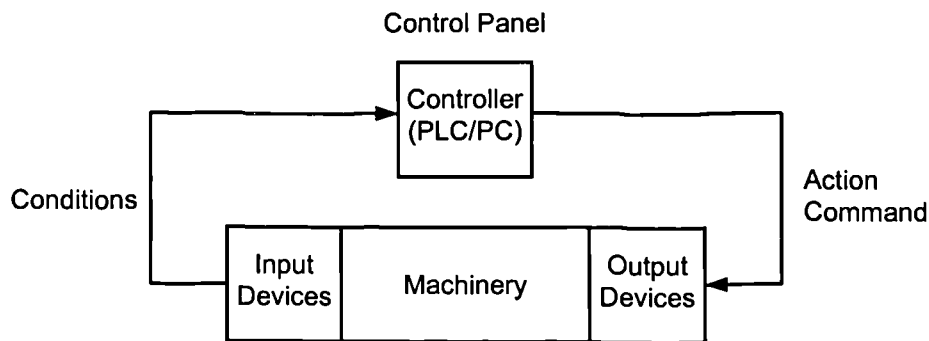 Control Panel
Controller
(PLC/PC)
Conditions
Action
Command
Input
Devices
Machinery
Output
Devices